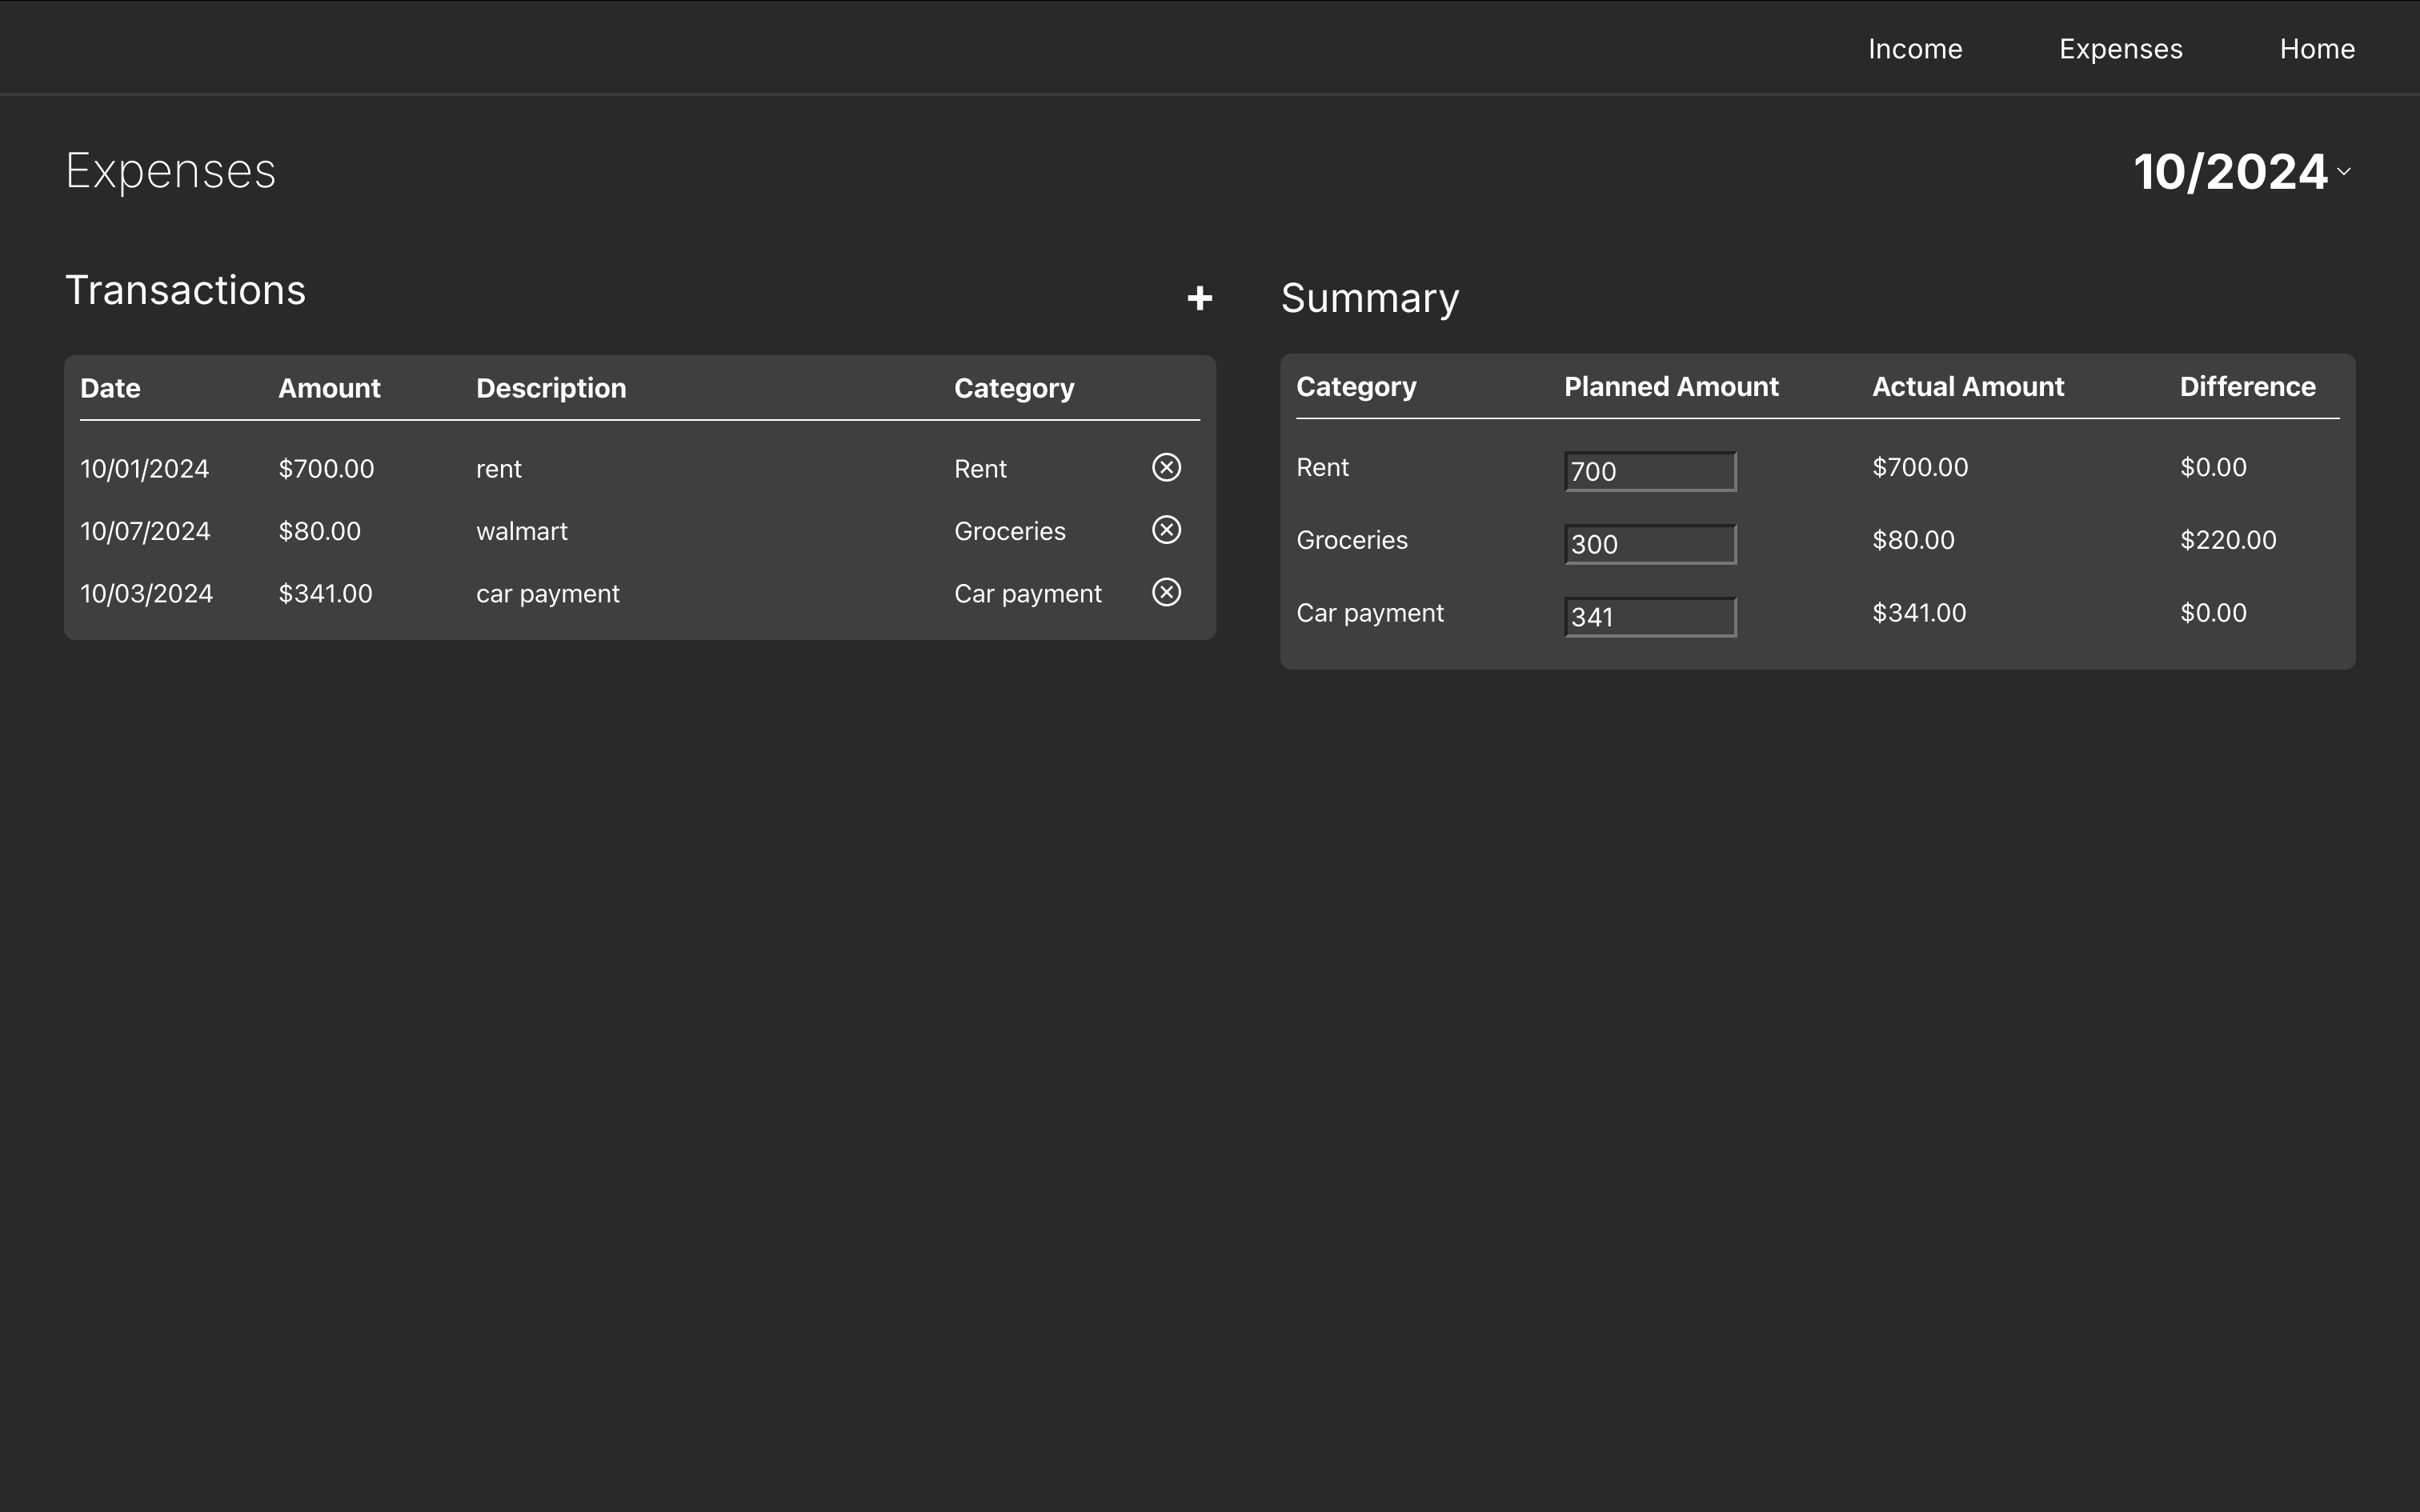 Income Expenses Home
Expenses
10/2024
Transactions
+
Date Amount Description Category
10/01/2024 $700.00 rent Rent
10/07/2024 $80.00 walmart Groceries
10/03/2024 $341.00 car payment Car payment
Summary
Category Planned Amount Actual Amount Difference
Rent 700 $700.00 $0.00
Groceries 300 $80.00 $220.00
Car payment 341 $341.00 $0.00